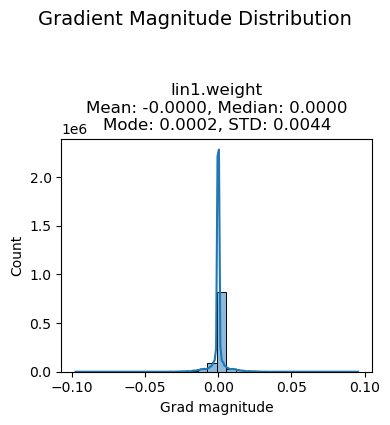 Gradient Magnitude Distribution
lin1.weight
Mean: -0.0000, Median: 0.0000
Mode: 0.0002, STD: 0.0044
1e6
2.0
1.5
1.0
0.5
0.0
Count
-0.10 -0.05 0.00 0.05 0.10
Grad magnitude